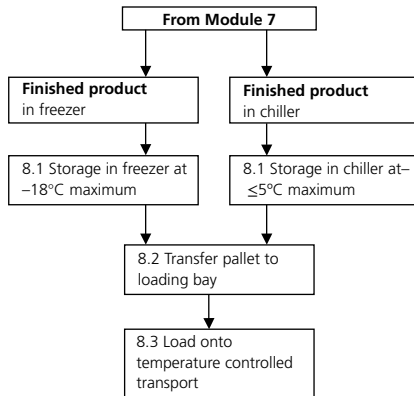 From Module 7
Finished product
in freezer
Finished product
in chiller
8.1 Storage in freezer at
–18°C maximum
8.1 Storage in chiller at–
≤5°C maximum
8.2 Transfer pallet to
loading bay
8.3 Load onto
temperature controlled
transport